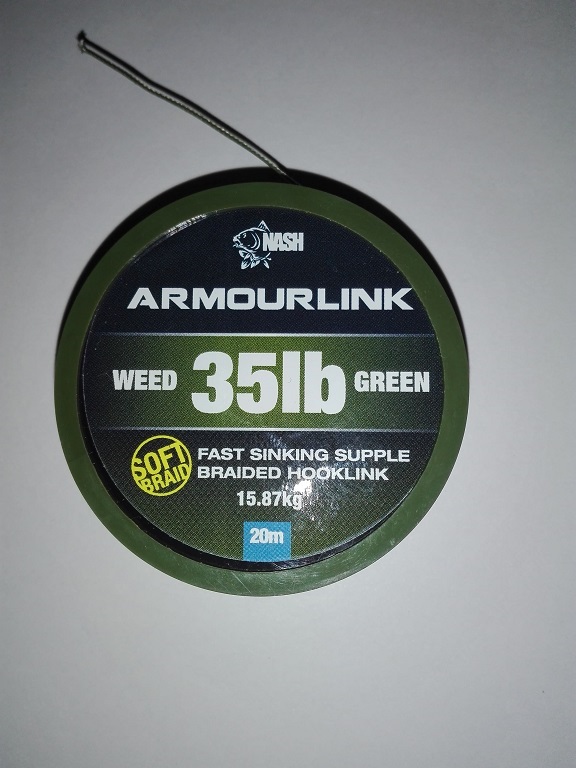 NASH
ARMOURLINK
WEED 35lb GREEN
SOFT
BRAID
FAST SINKING SUPPLE
BRAIDED HOOKLINK
15.87kg
20m